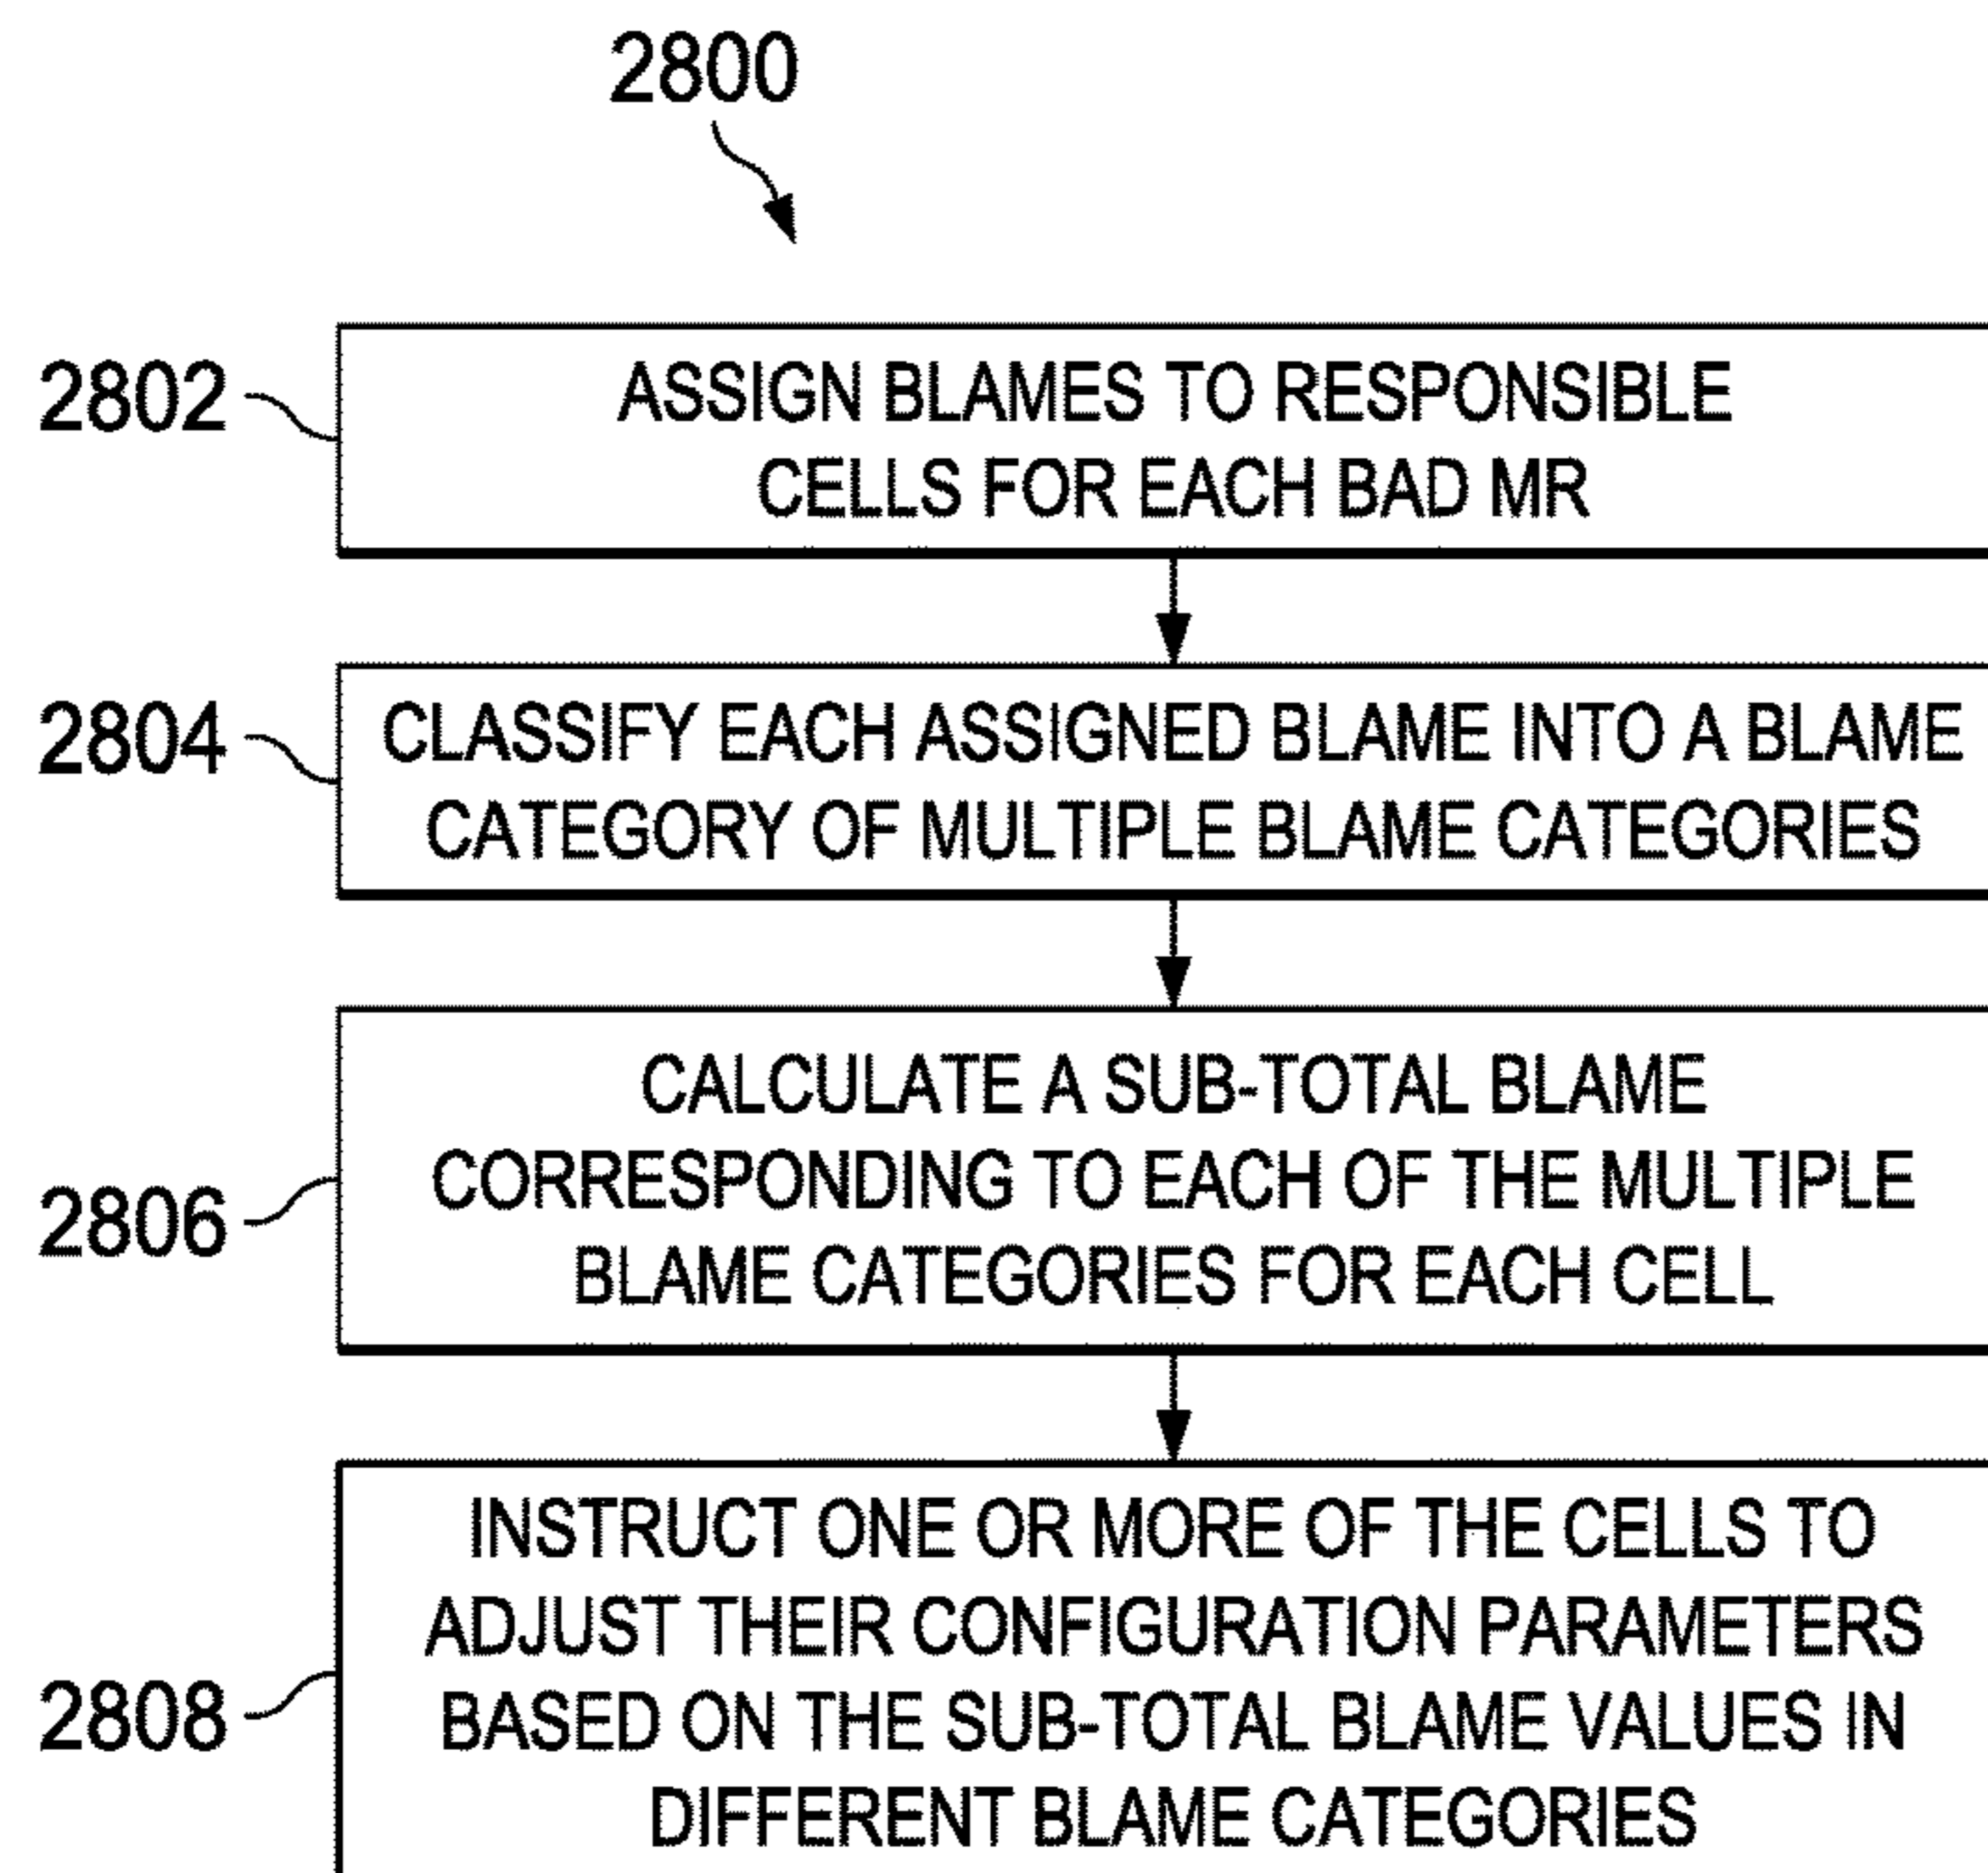 2800
2802
ASSIGN BLAMES TO RESPONSIBLE
CELLS FOR EACH BAD MR
2804
CLASSIFY EACH ASSIGNED BLAME INTO A BLAME
CATEGORY OF MULTIPLE BLAME CATEGORIES
2806
CALCULATE A SUB-TOTAL BLAME
CORRESPONDING TO EACH OF THE MULTIPLE
BLAME CATEGORIES FOR EACH CELL
2808
INSTRUCT ONE OR MORE OF THE CELLS TO
ADJUST THEIR CONFIGURATION PARAMETERS
BASED ON THE SUB-TOTAL BLAME VALUES IN
DIFFERENT BLAME CATEGORIES